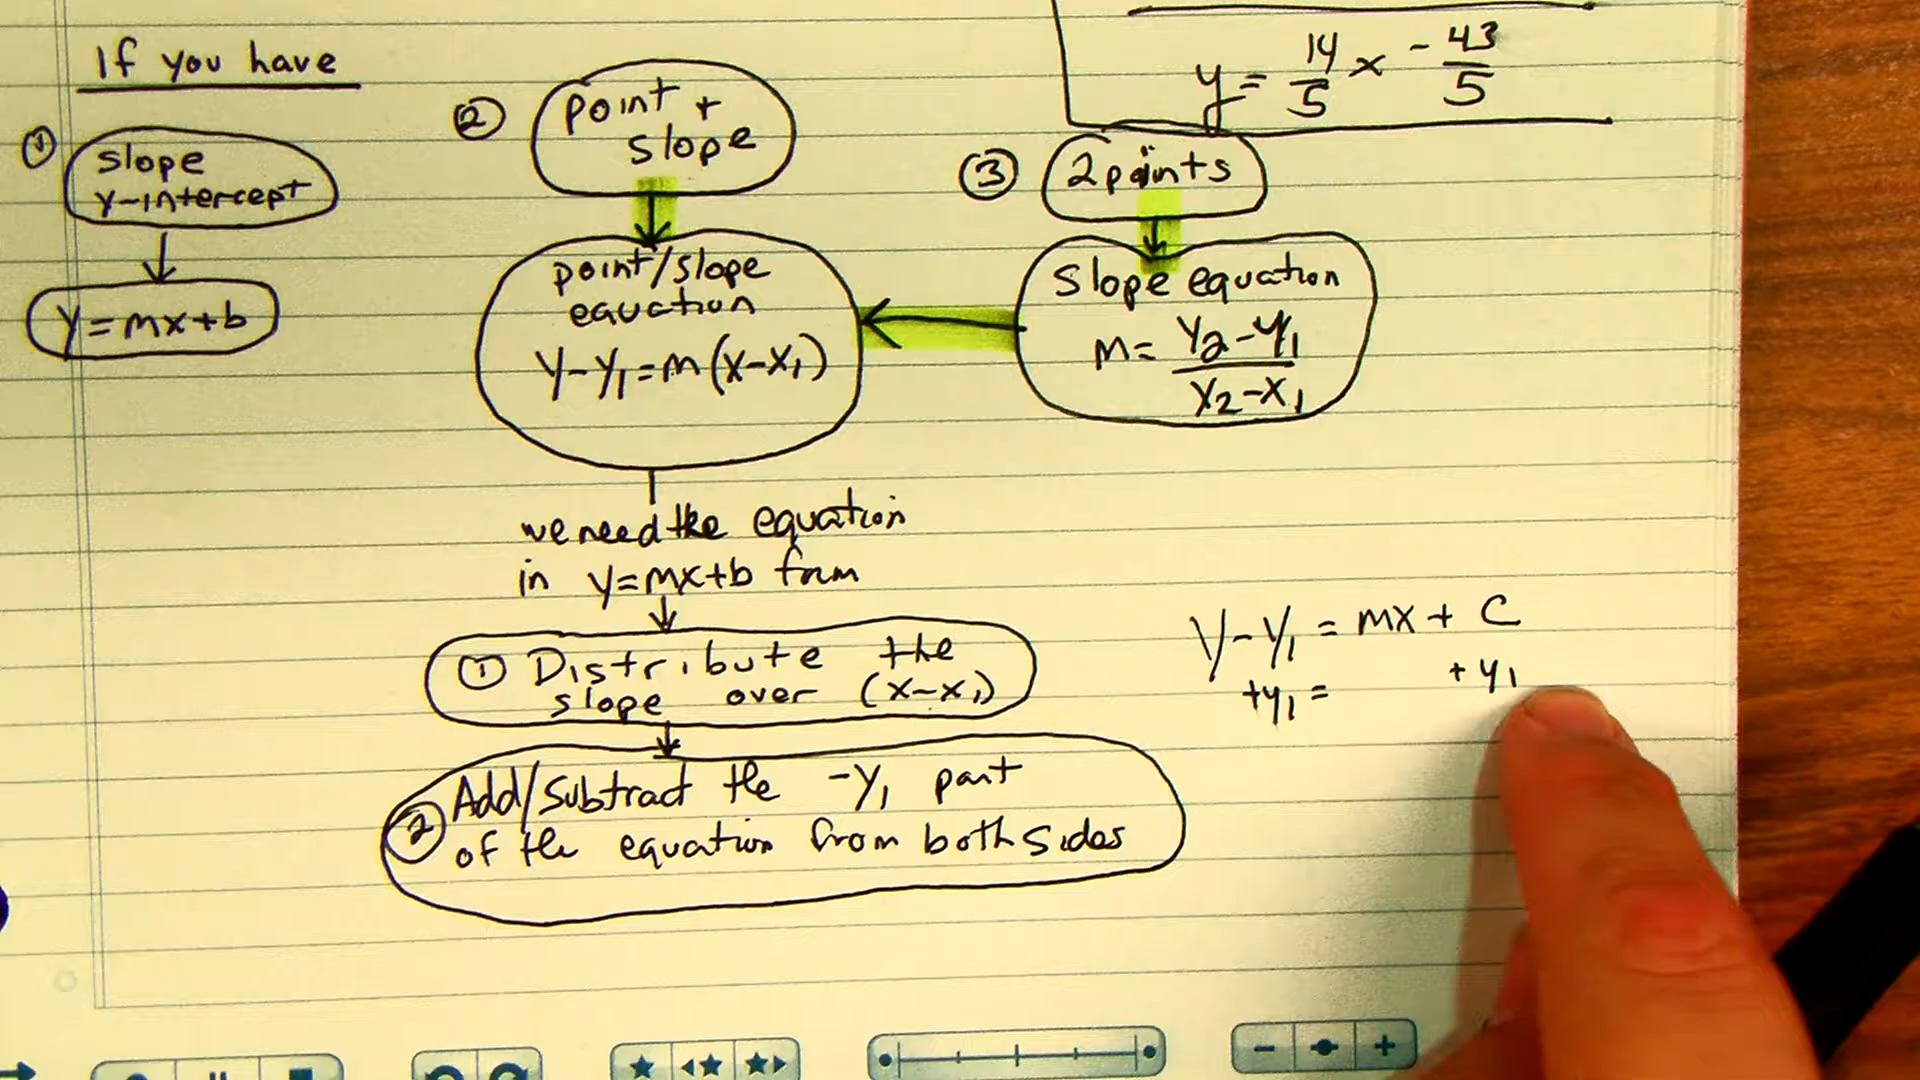 If you have
y = 14/5 x - 43/5
① slope
y-intercept
y=mx+b
② point +
slope
point/slope
equation
y-y₁=m(x-x₁)
③ 2 points
Slope equation
m= y₂-y₁
x₂-x₁
we need the equation
in y=mx+b form
① Distribute the
slope over (x-x₁)
② Add/Subtract the -y₁ part
of the equation from both sides
y-y₁ = mx + C
+y₁ = +y₁